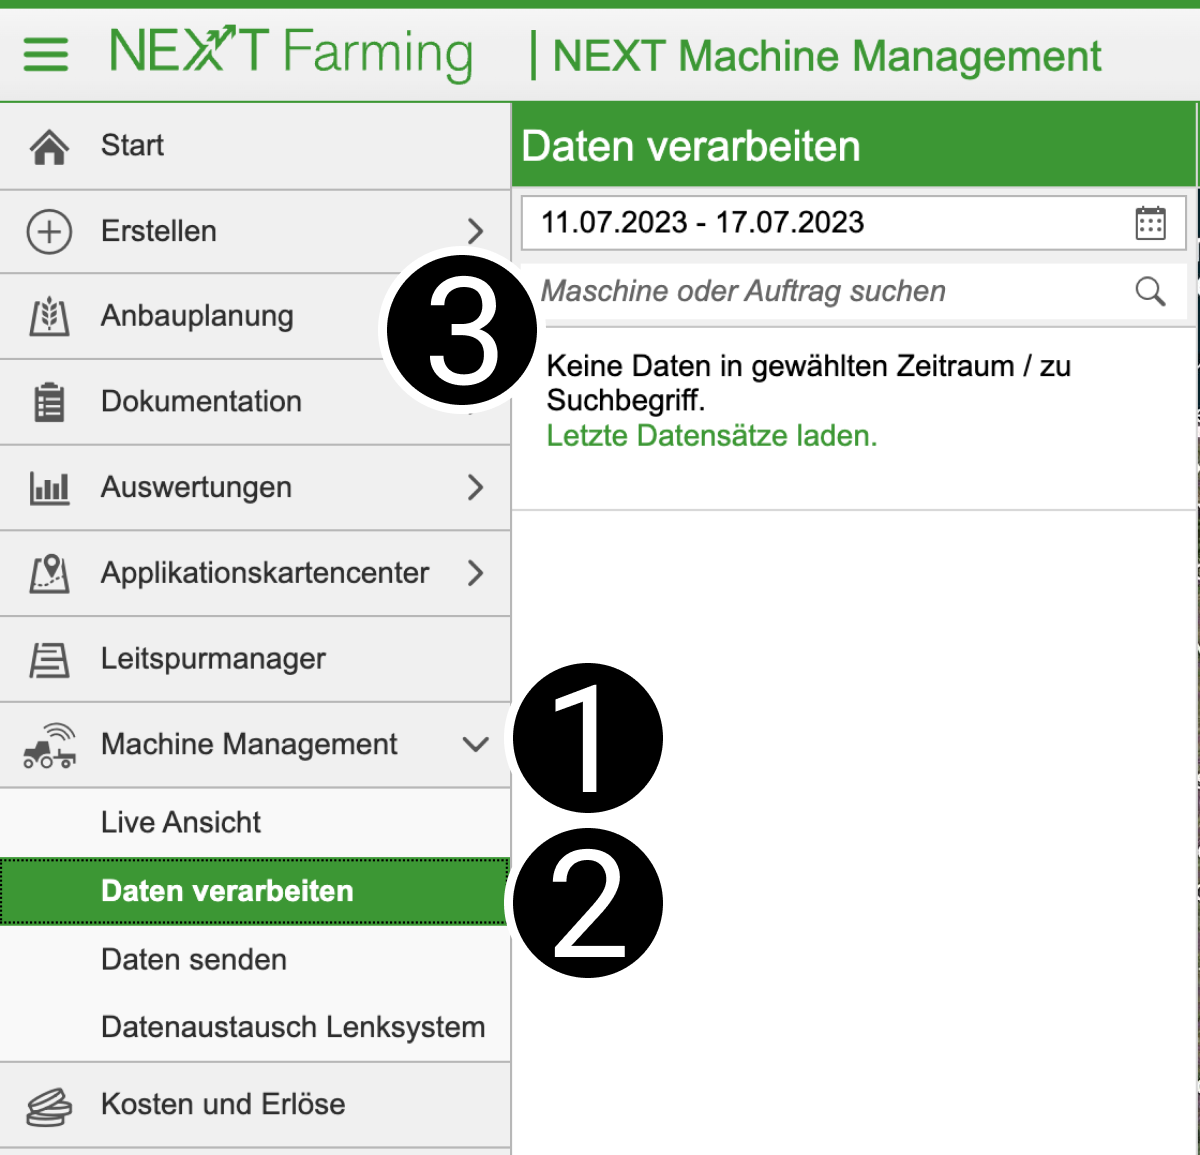 NEXT Farming | NEXT Machine Management
Start
Erstellen
Anbauplanung
Dokumentation
Auswertungen
Applikationskartencenter
Leitspurmanager
Machine Management
Live Ansicht
Daten verarbeiten
Daten senden
Datenaustausch Lenksystem
Kosten und Erlöse
Daten verarbeiten
11.07.2023 - 17.07.2023
Maschine oder Auftrag suchen
Keine Daten in gewählten Zeitraum / zu
Suchbegriff.
Letzte Datensätze laden.
3
1
2